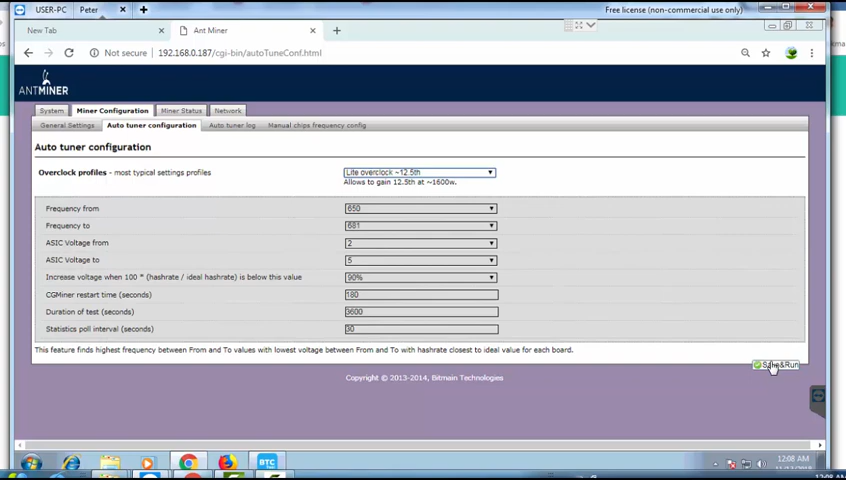 USER-PC Peter Free license (non-commercial use only)
New Tab Ant Miner
Not secure 192.168.0.187/cgi-bin/autoTuneConf.html
ANTMINER
System Miner Configuration Miner Status Network
General Settings Auto tuner configuration Auto tuner log Manual chips frequency config
Auto tuner configuration
Overclock profiles - most typical settings profiles Lite overclock ~12.5th
Allows to gain 12.5th at ~1600w.
Frequency from 650
Frequency to 681
ASIC Voltage from 2
ASIC Voltage to 5
Increase voltage when 100 * (hashrate / ideal hashrate) is below this value 90%
CGMiner restart time (seconds) 180
Duration of test (seconds) 3600
Statistics poll interval (seconds) 30
This feature finds highest frequency between From and To values with lowest voltage between From and To with hashrate closest to ideal value for each board.
Save&Run
Copyright © 2013-2014, Bitmain Technologies
BTC 12:08 AM
12:08 AM